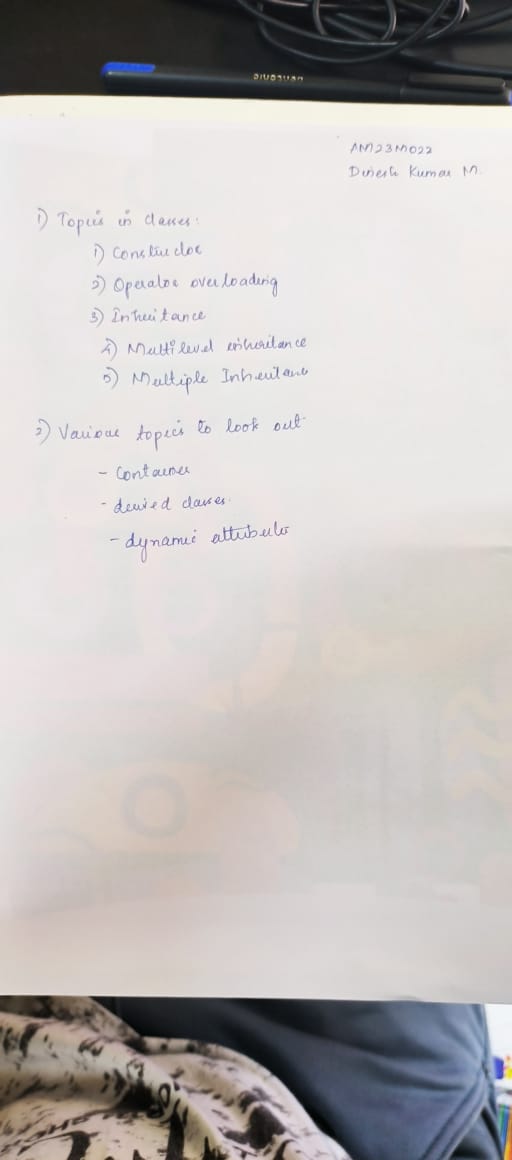 AM23M022
Dinesh Kumar M.
1) Topics in classes:
1) Constructor
2) Operator overloading
3) Inheritance
4) Multilevel inheritance
5) Multiple Inheritance
2) Various topics to look out
- Container
- derived classes.
- dynamic attributes